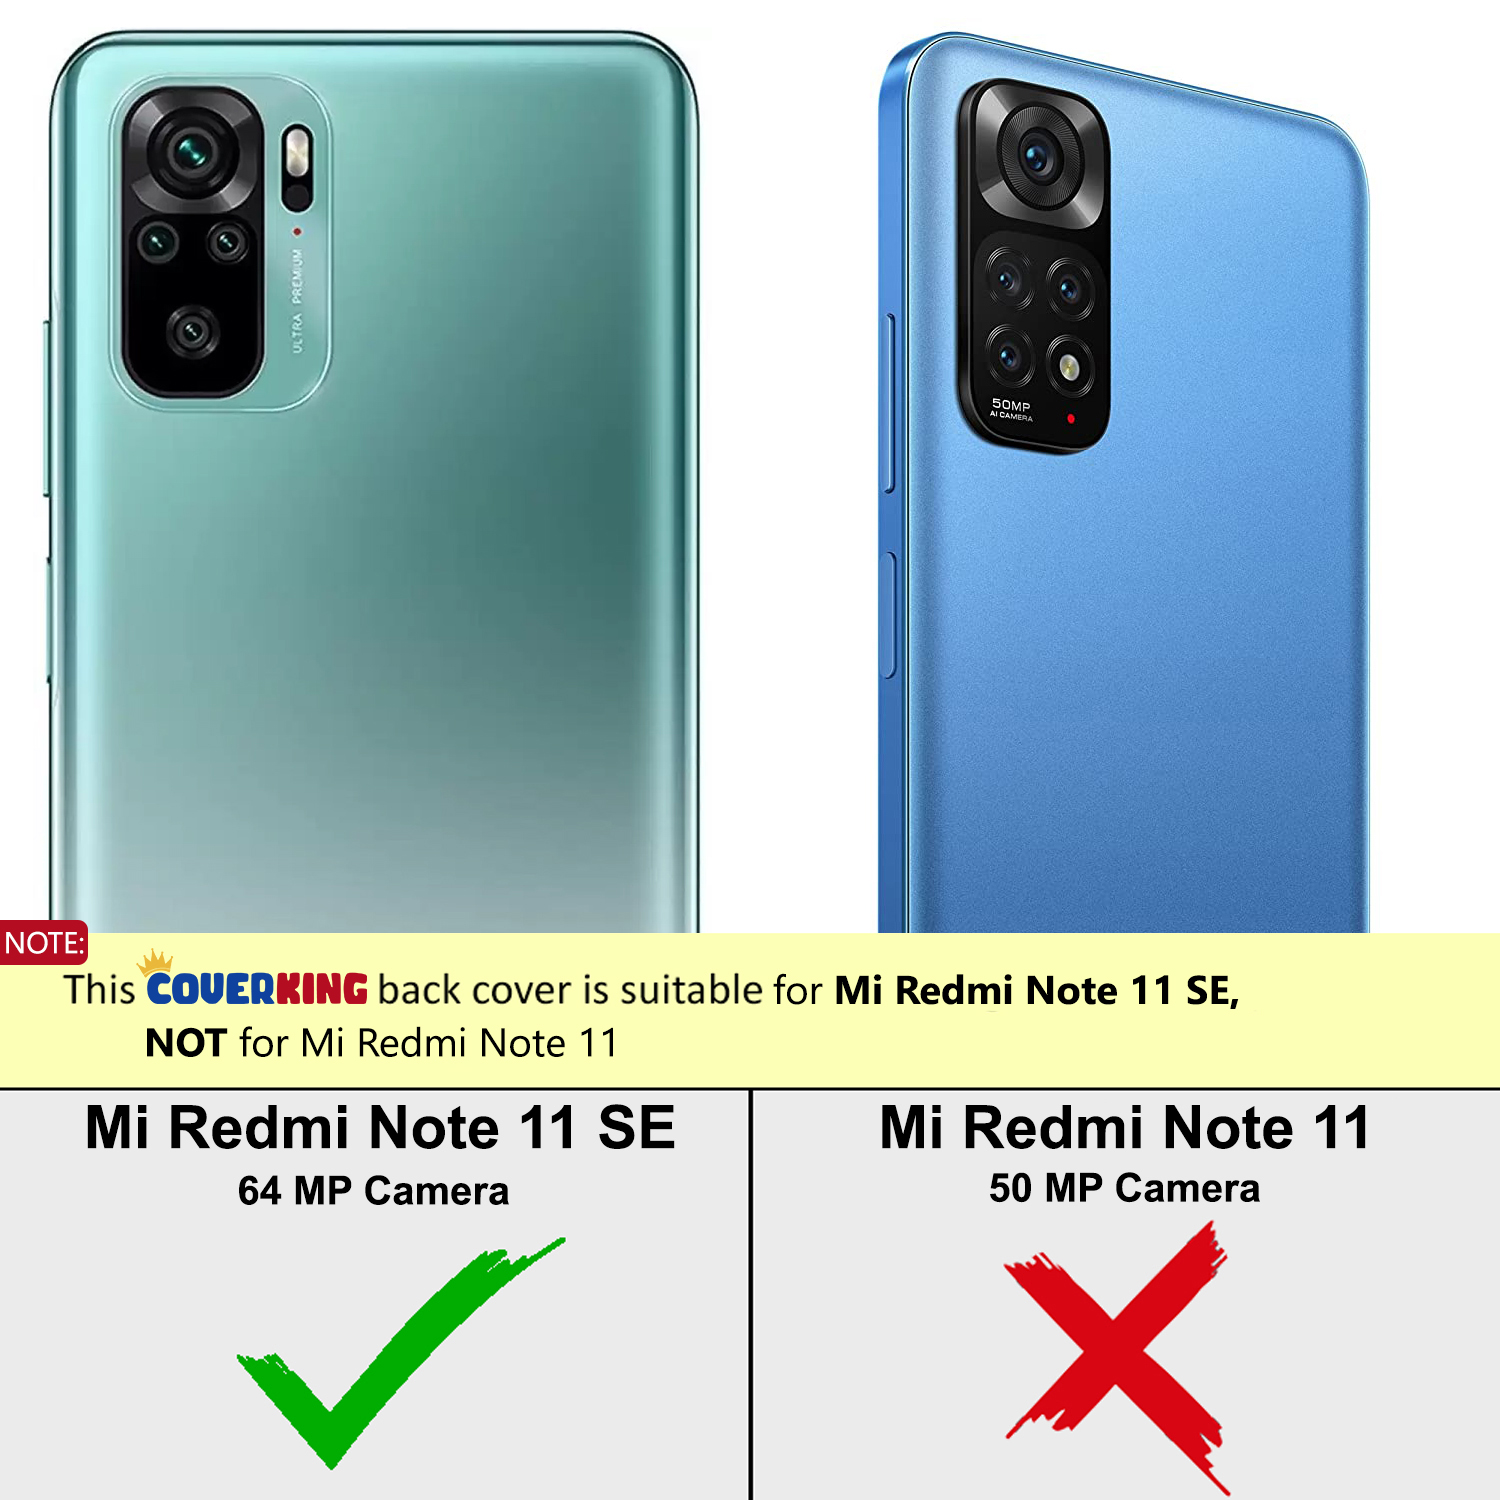 ULTRA PREMIUM
50MP
AI CAMERA
NOTE:
This COVERKING back cover is suitable for Mi Redmi Note 11 SE,
NOT for Mi Redmi Note 11
Mi Redmi Note 11 SE
64 MP Camera
Mi Redmi Note 11
50 MP Camera